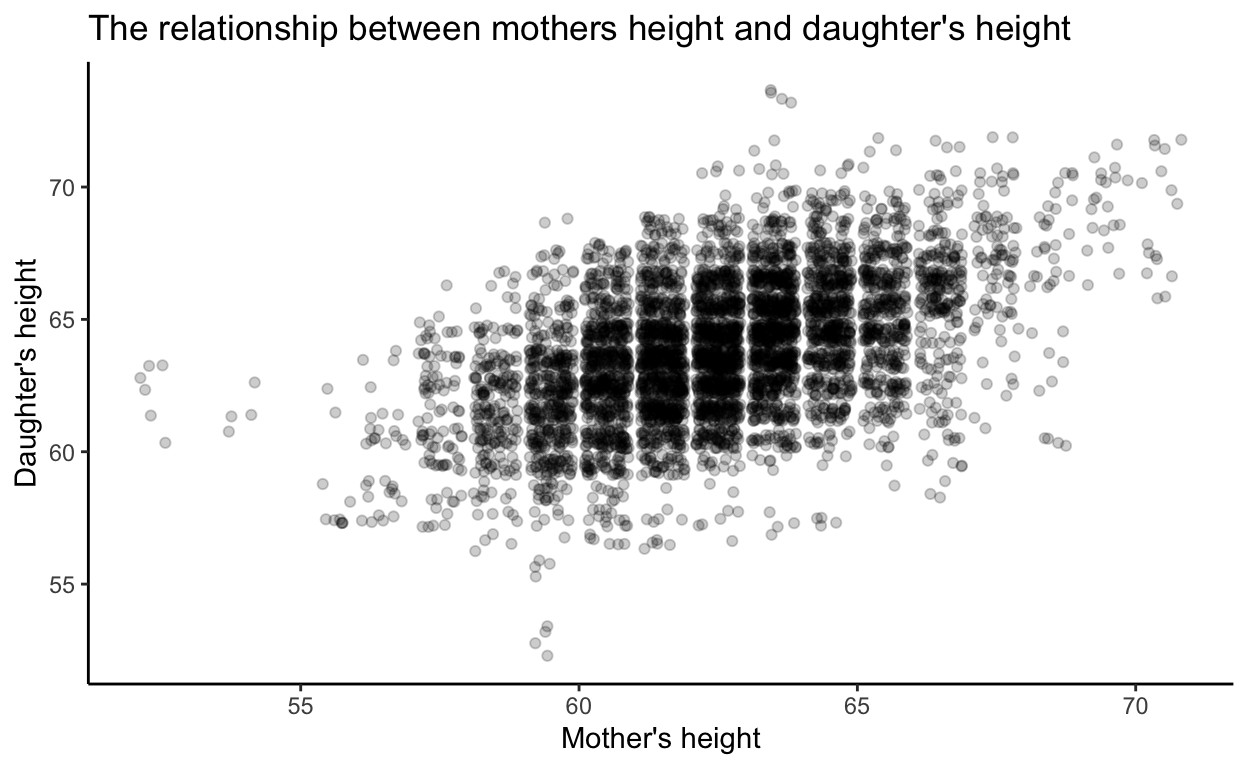 The relationship between mothers height and daughter's height
70
65
60
55
Daughter's height
55 60 65 70
Mother's height